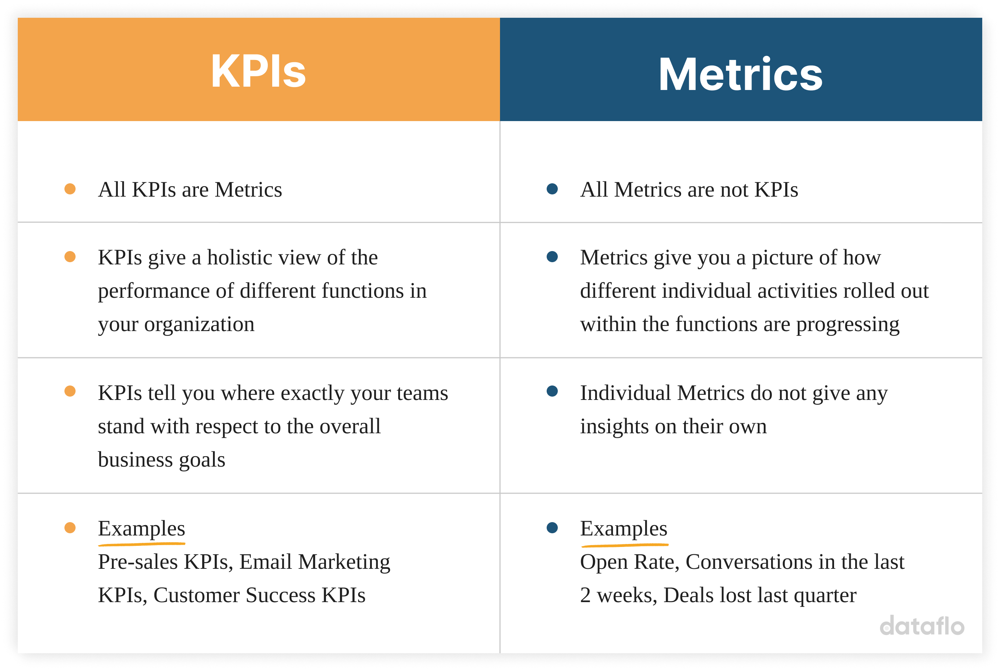 KPIs
Metrics
All KPIs are Metrics
All Metrics are not KPIs
KPIs give a holistic view of the
performance of different functions in
your organization
Metrics give you a picture of how
different individual activities rolled out
within the functions are progressing
KPIs tell you where exactly your teams
stand with respect to the overall
business goals
Individual Metrics do not give any
insights on their own
Examples
Pre-sales KPIs, Email Marketing
KPIs, Customer Success KPIs
Examples
Open Rate, Conversations in the last
2 weeks, Deals lost last quarter
dataflo